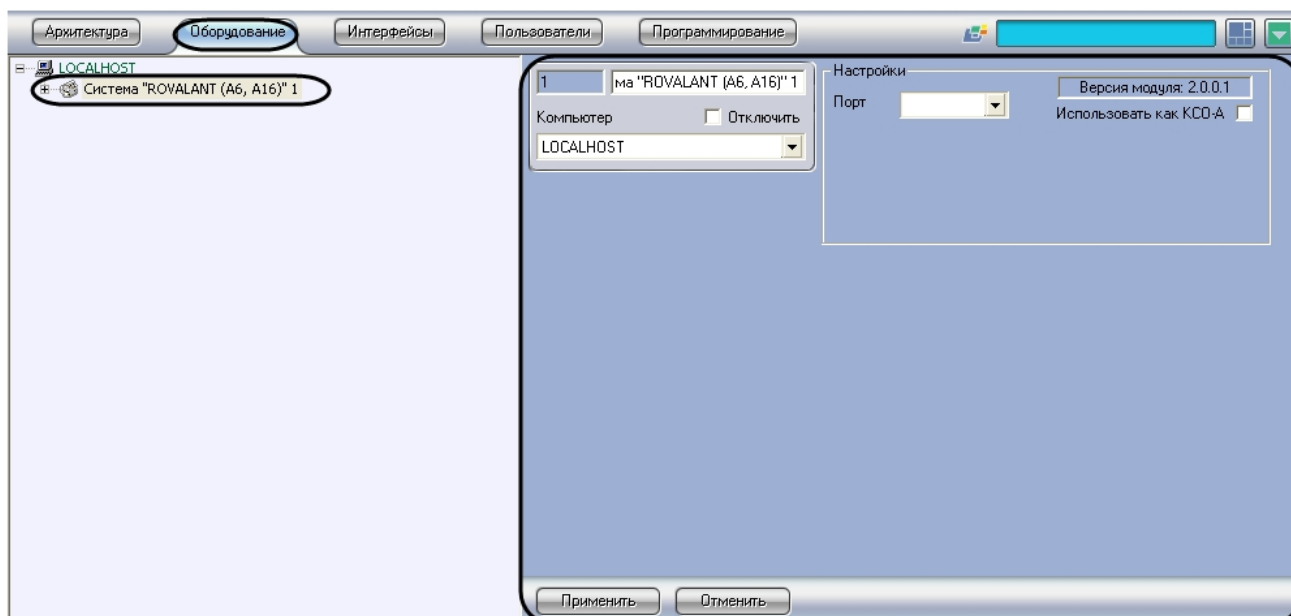 Архитектура Оборудование Интерфейсы Пользователи Программирование
LOCALHOST
Система "ROVALANT (A6, A16)" 1
1 ма "ROVALANT (A6, A16)" 1
Компьютер Отключить
LOCALHOST
Настройки
Порт
Версия модуля: 2.0.0.1
Использовать как КСО-А
Применить Отменить